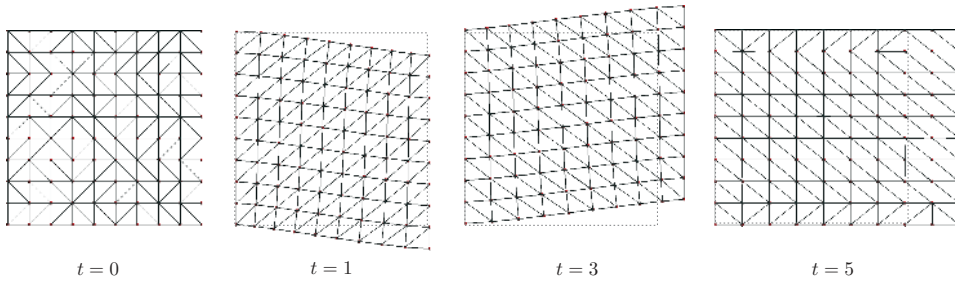 t = 0 t = 1 t = 3 t = 5